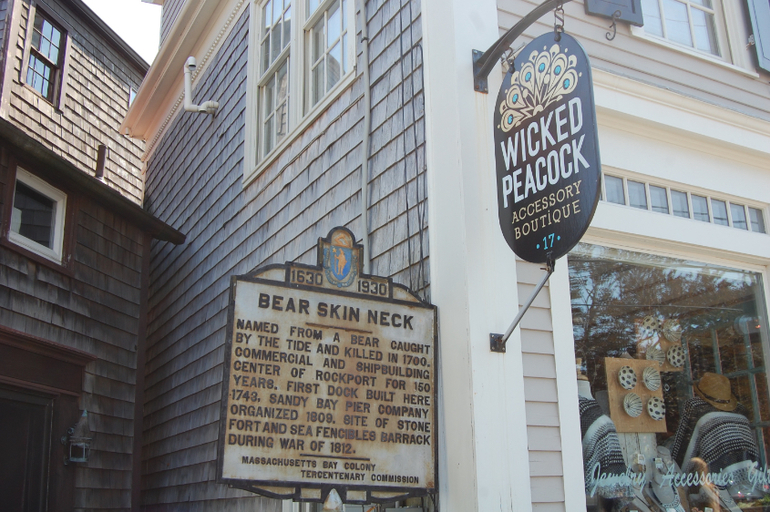 1630 1930
BEAR SKIN NECK
NAMED FROM A BEAR CAUGHT
BY THE TIDE AND KILLED IN 1700.
COMMERCIAL AND SHIPBUILDING
CENTER OF ROCKPORT FOR 150
YEARS. FIRST DOCK BUILT HERE
1743. SANDY BAY PIER COMPANY
ORGANIZED 1809. SITE OF STONE
FORT AND SEA FENCIBLES BARRACK
DURING WAR OF 1812.
MASSACHUSETTS BAY COLONY
TERCENTENARY COMMISSION
WICKED
PEACOCK
ACCESSORY
BOUTIQUE
·17·
Jewelry Accessories